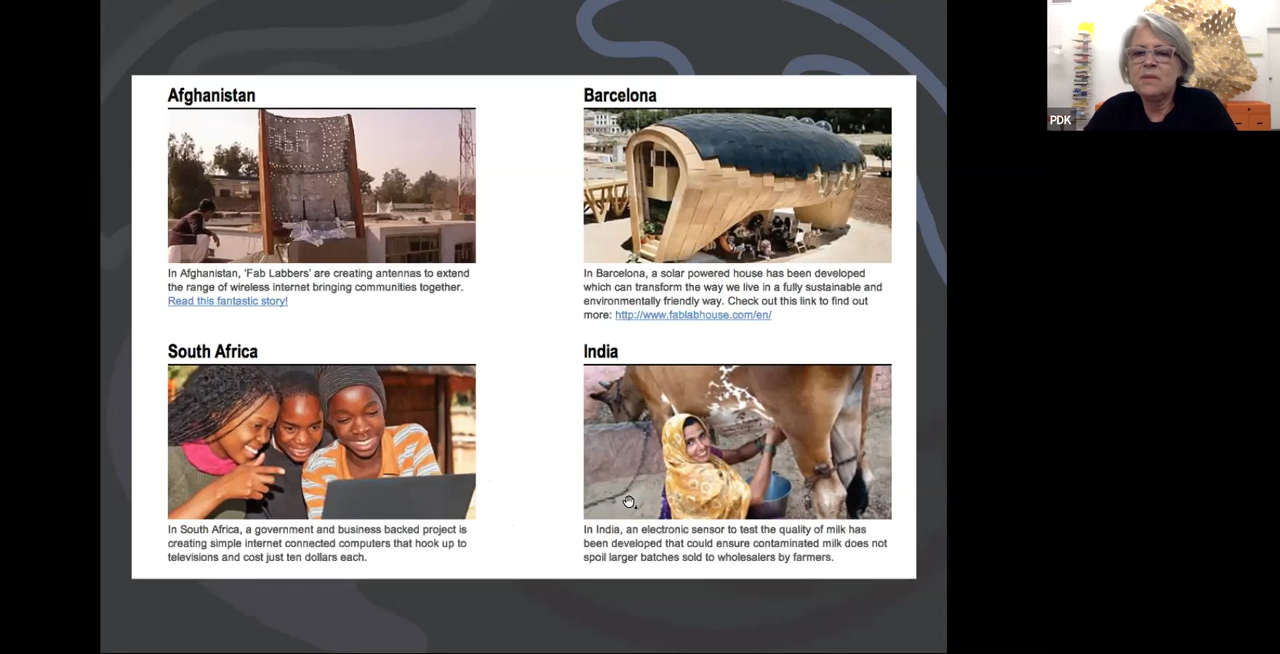 Afghanistan
In Afghanistan, 'Fab Labbers' are creating antennas to extend
the range of wireless internet bringing communities together.
Read this fantastic story!
Barcelona
In Barcelona, a solar powered house has been developed
which can transform the way we live in a fully sustainable and
environmentally friendly way. Check out this link to find out
more: http://www.fablabhouse.com/en/
South Africa
In South Africa, a government and business backed project is
creating simple internet connected computers that hook up to
televisions and cost just ten dollars each.
India
In India, an electronic sensor to test the quality of milk has
been developed that could ensure contaminated milk does not
spoil larger batches sold to wholesalers by farmers.
PDK